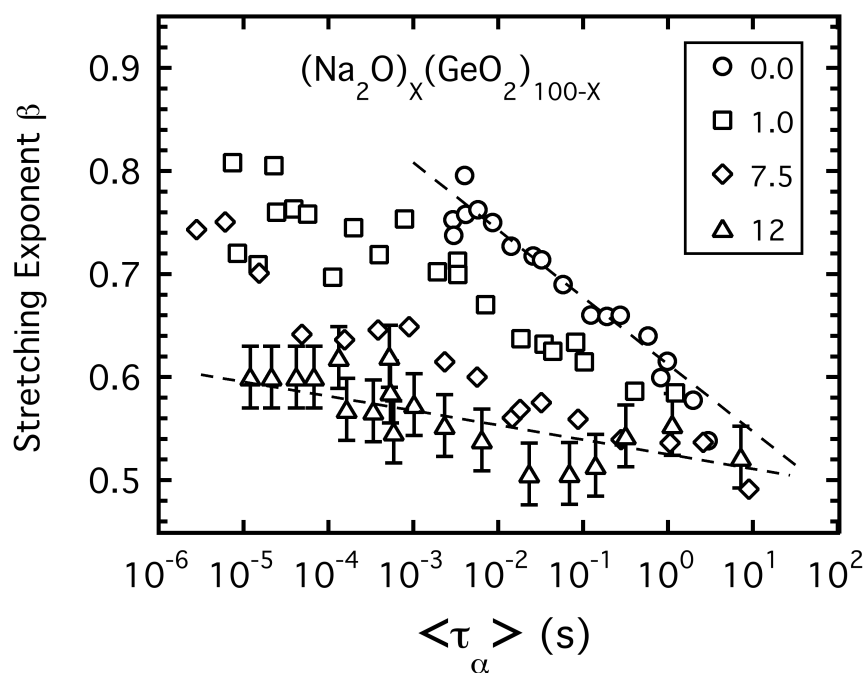 (Na₂O)ₓ(GeO₂)₁₀₀₋ₓ
0.0
1.0
7.5
12
Stretching Exponent β
0.9
0.8
0.7
0.6
0.5
10⁻⁶ 10⁻⁵ 10⁻⁴ 10⁻³ 10⁻² 10⁻¹ 10⁰ 10¹ 10²
<τ_α> (s)